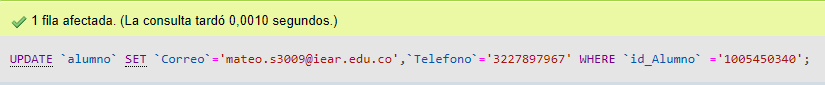 1 fila afectada. (La consulta tardó 0,0010 segundos.)
UPDATE `alumno` SET `Correo`='mateo.s3009@iear.edu.co',`Telefono`='3227897967' WHERE `id_Alumno` ='1005450340';